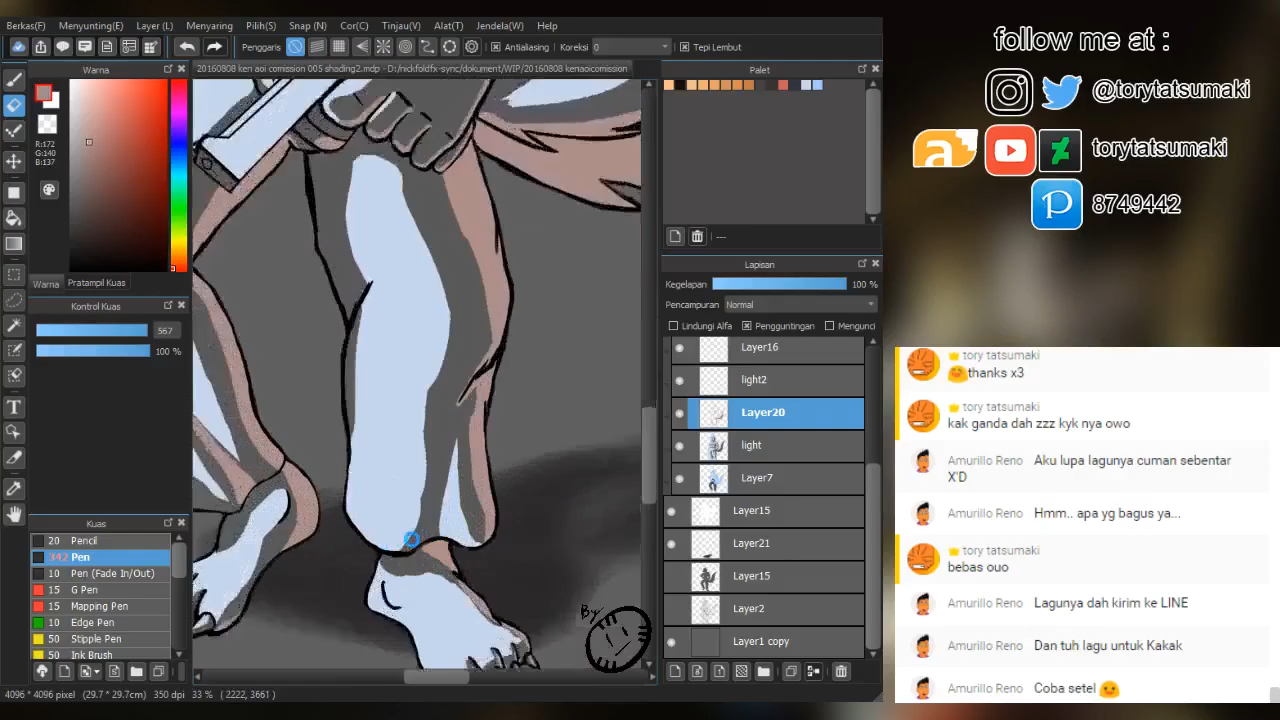 Berkas(F) Menyunting(E) Layer (L) Menyaring Pilih(S) Snap (N) Cor(C) Tinjau(V) Alat(T) Jendela(W) Help
Penggaris Antialiasing Koreksi 0 Tepi Lembut
Warna
20160808 ken aoi comission 005 shading2.mdp - D:/nickfoldfx-sync/dokument/WIP/20160808 kenaoicomission
R:172
G:140
B:137
Warna Pratampil Kuas
Kontrol Kuas
567
100 %
Kuas
20 Pencil
342 Pen
10 Pen (Fade In/Out)
15 G Pen
15 Mapping Pen
10 Edge Pen
50 Stipple Pen
50 Ink Brush
4096 * 4096 pixel (29.7 * 29.7cm) 350 dpi 33 % ( 2222, 3661 )
By
Palet
---
Lapisan
Kegelapan 100 %
Pencampuran Normal
Lindungi Alfa Pengguntingan Mengunci
Layer16
light2
Layer20
light
Layer7
Layer15
Layer21
Layer15
Layer2
Layer1 copy
follow me at :
@torytatsumaki
torytatsumaki
8749442
tory tatsumaki
thanks x3
tory tatsumaki
kak ganda dah zzz kyk nya owo
Amurillo Reno Aku lupa lagunya cuman sebentar
X'D
Amurillo Reno Hmm.. apa yg bagus ya...
tory tatsumaki
bebas ouo
Amurillo Reno Lagunya dah kirim ke LINE
Amurillo Reno Dan tuh lagu untuk Kakak
Amurillo Reno Coba setel